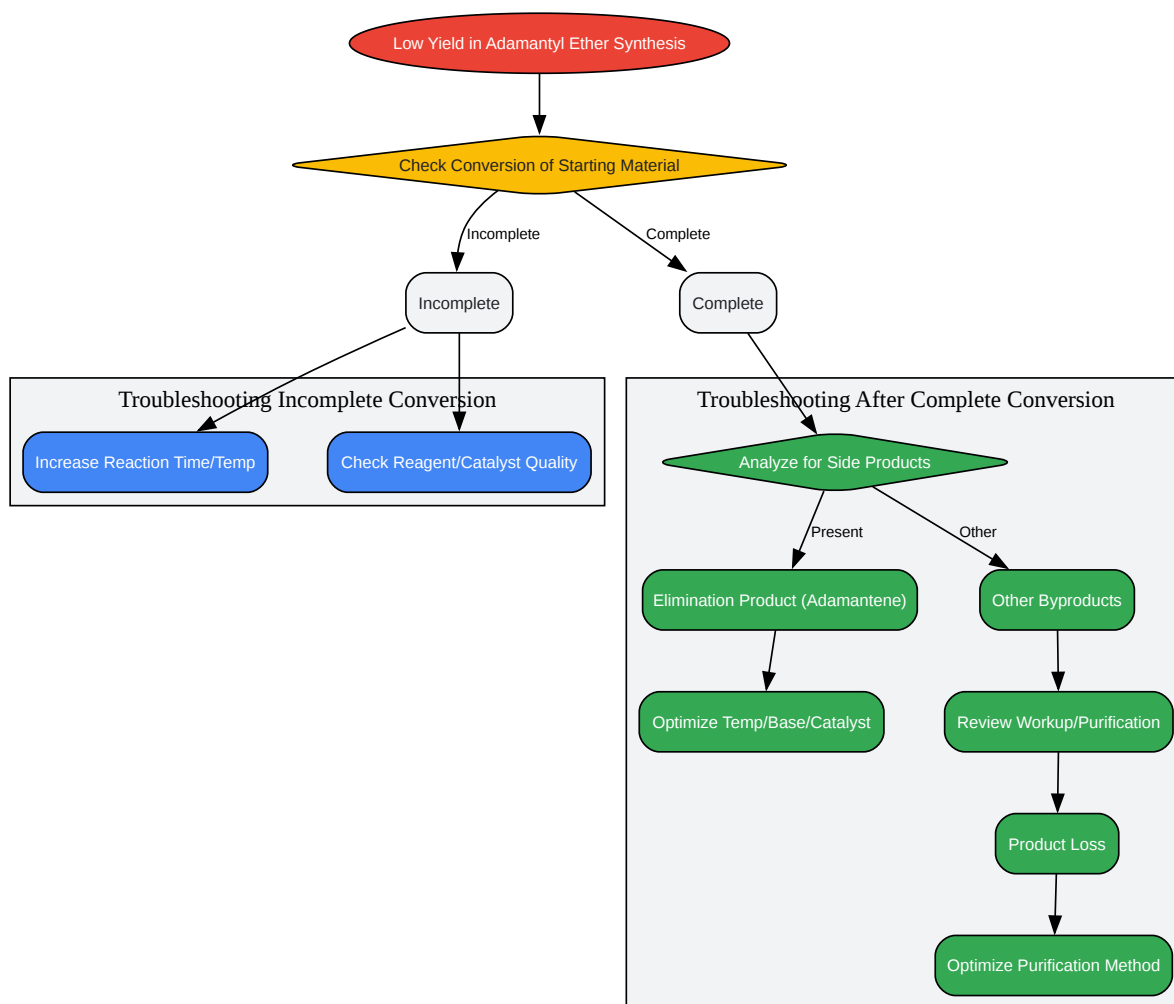 Low Yield in Adamantyl Ether Synthesis
Check Conversion of Starting Material
Incomplete
Complete
Incomplete
Complete
Troubleshooting Incomplete Conversion
Troubleshooting After Complete Conversion
Increase Reaction Time/Temp
Check Reagent/Catalyst Quality
Analyze for Side Products
Present
Other
Elimination Product (Adamantene)
Other Byproducts
Optimize Temp/Base/Catalyst
Review Workup/Purification
Product Loss
Optimize Purification Method